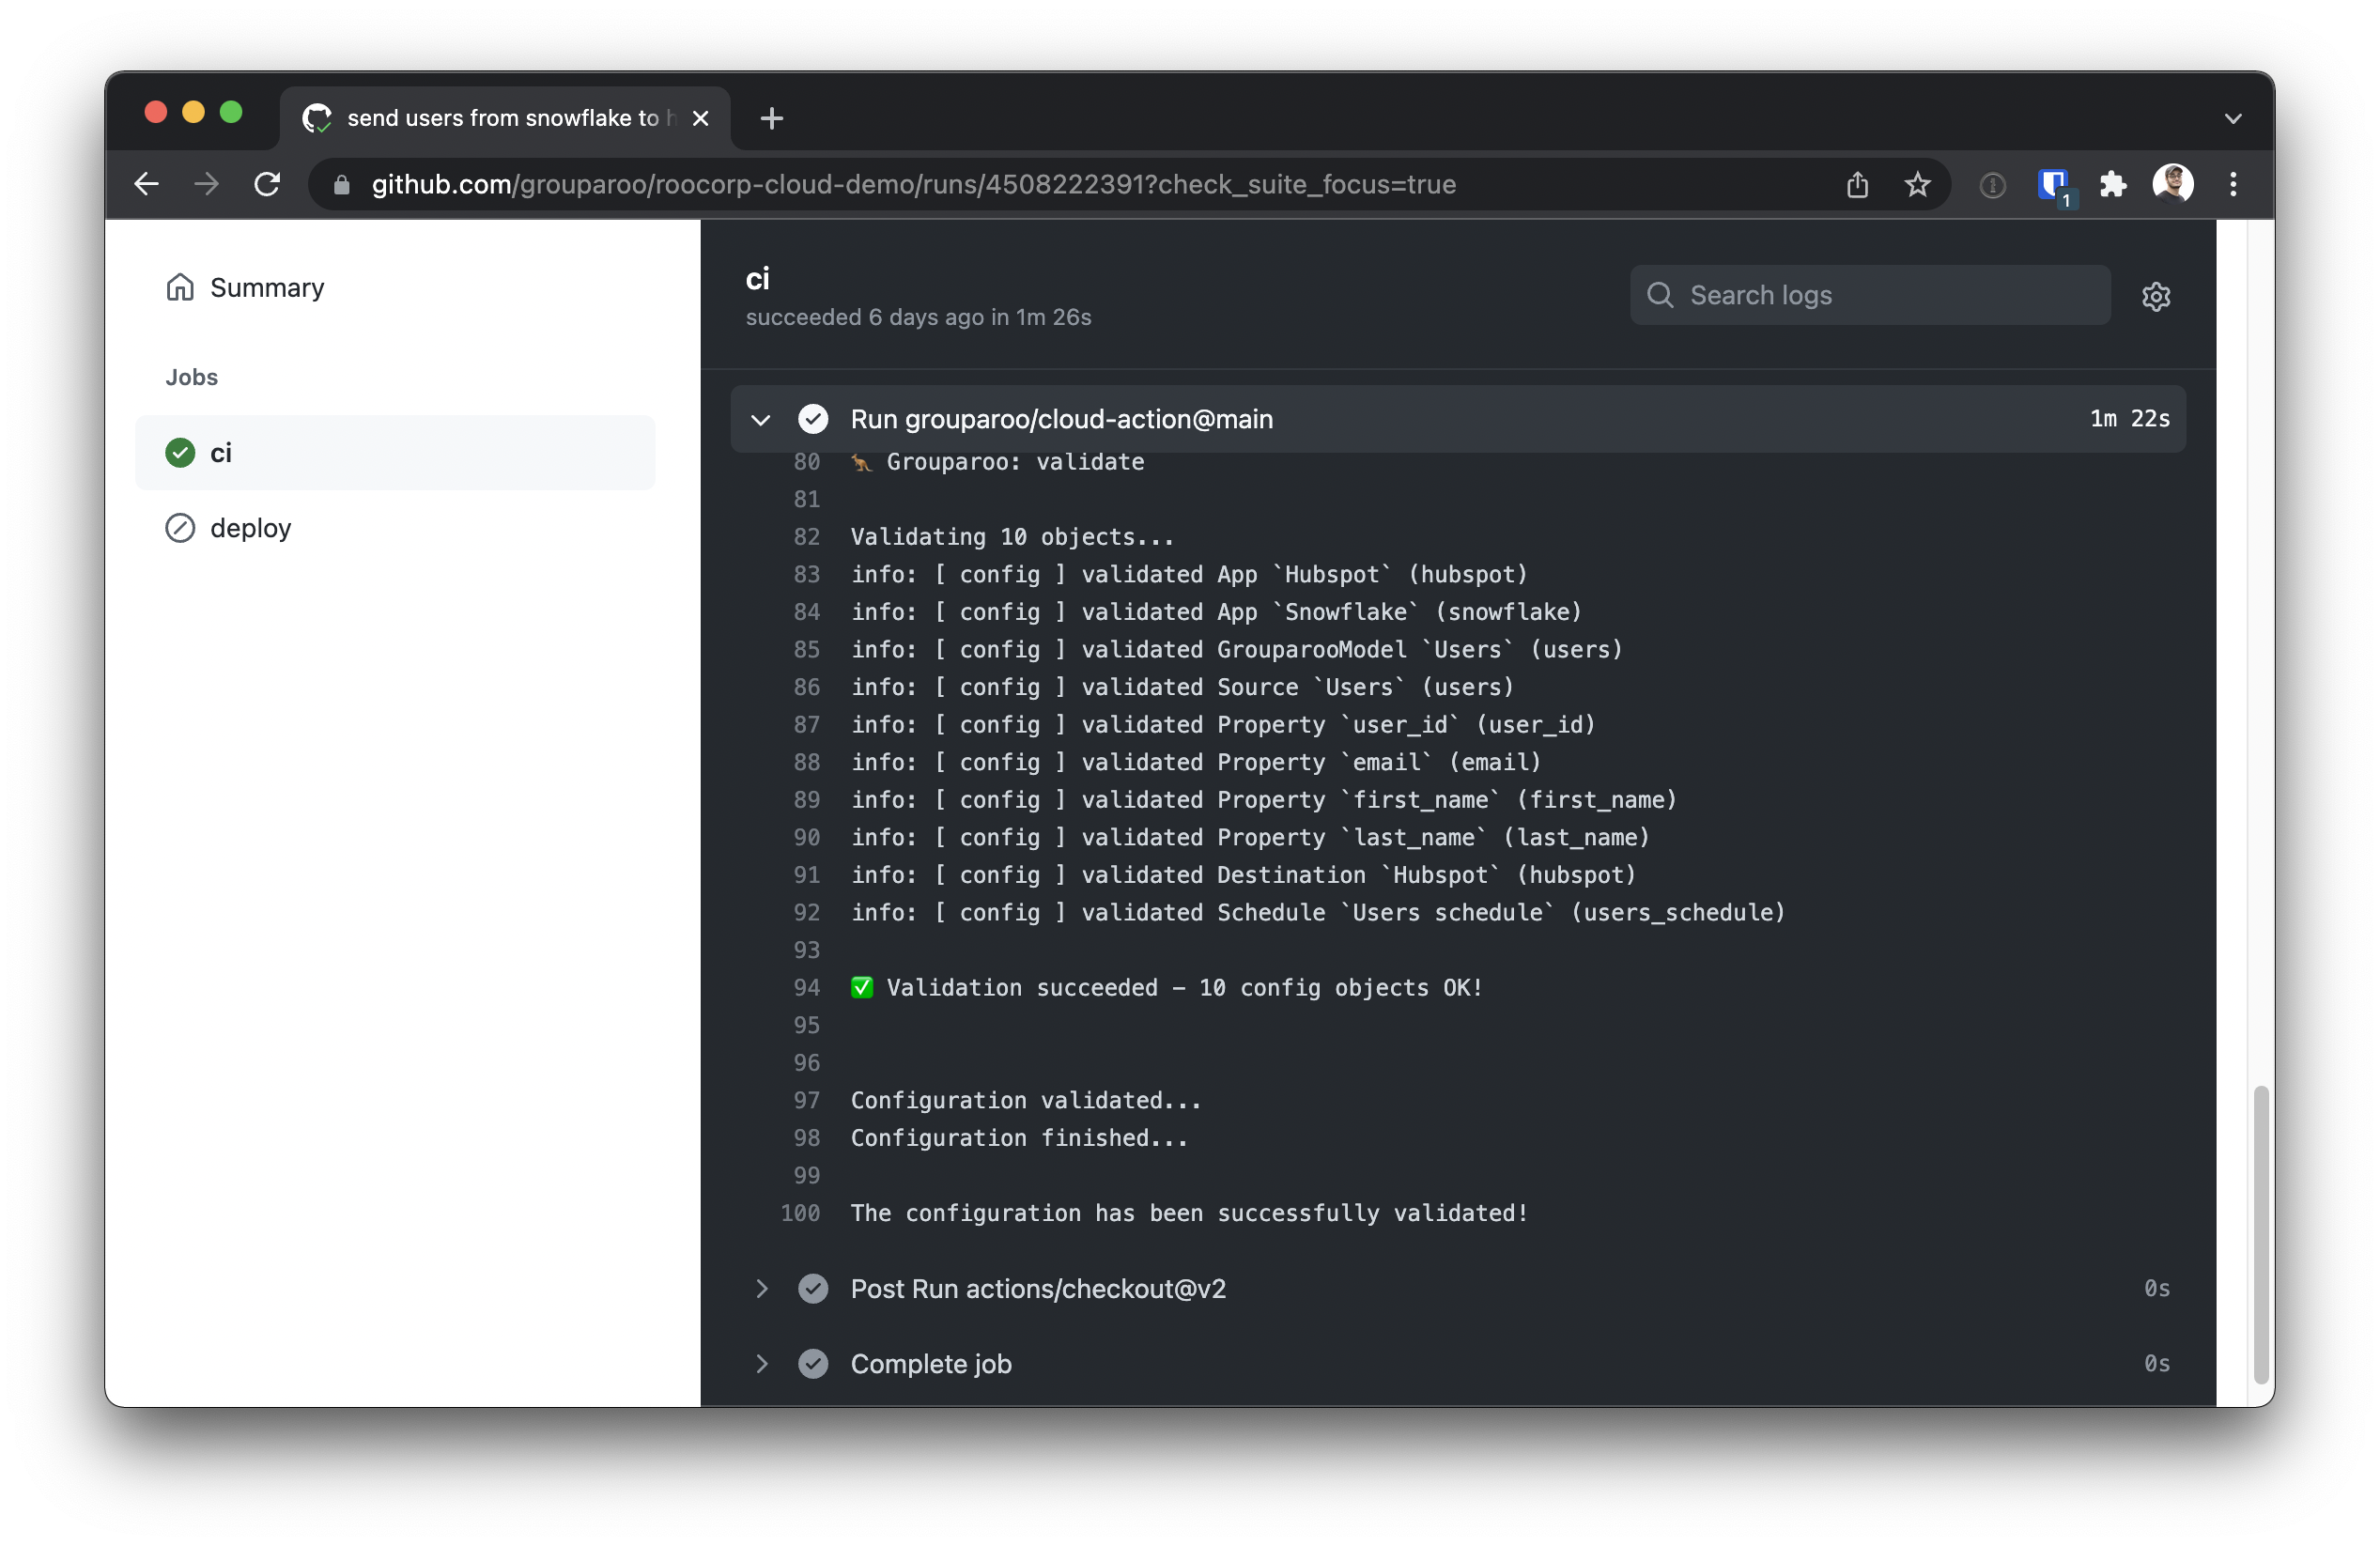 send users from snowflake to h
github.com/grouparoo/roocorp-cloud-demo/runs/4508222391?check_suite_focus=true
1
Summary
Jobs
ci
deploy
ci
succeeded 6 days ago in 1m 26s
Search logs
Run grouparoo/cloud-action@main 1m 22s
80 🦘 Grouparoo: validate
81
82 Validating 10 objects...
83 info: [ config ] validated App `Hubspot` (hubspot)
84 info: [ config ] validated App `Snowflake` (snowflake)
85 info: [ config ] validated GrouparooModel `Users` (users)
86 info: [ config ] validated Source `Users` (users)
87 info: [ config ] validated Property `user_id` (user_id)
88 info: [ config ] validated Property `email` (email)
89 info: [ config ] validated Property `first_name` (first_name)
90 info: [ config ] validated Property `last_name` (last_name)
91 info: [ config ] validated Destination `Hubspot` (hubspot)
92 info: [ config ] validated Schedule `Users schedule` (users_schedule)
93
94 ✅ Validation succeeded – 10 config objects OK!
95
96
97 Configuration validated...
98 Configuration finished...
99
100 The configuration has been successfully validated!
Post Run actions/checkout@v2 0s
Complete job 0s